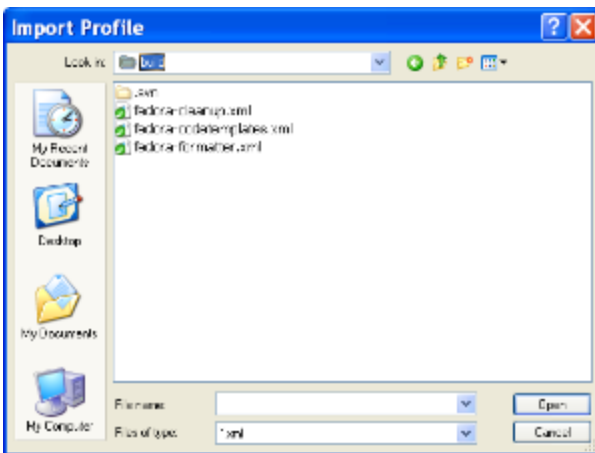 Import Profile
Look in: build
.svn
fedora-cleanup.xml
fedora-codetemplates.xml
fedora-formatter.xml
My Recent
Documents
Desktop
My Documents
My Computer
File name:
Open
Files of type: *.xml
Cancel